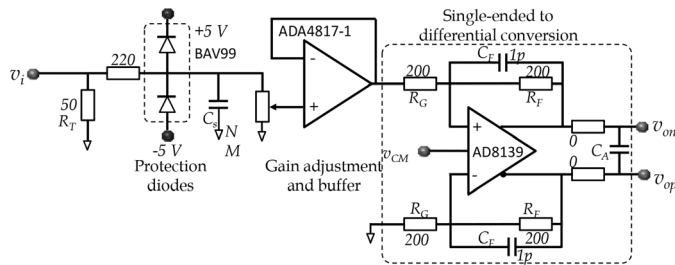 Single-ended to
differential conversion
+5 V
BAV99
ADA4817-1
C_F 1p
v_i
220
200
R_G
200
R_F
50
R_T
-
+
C_s
N
M
+
-
v_CM
AD8139
0
0
C_A
v_on
v_op
-5 V
Protection
diodes
Gain adjustment
and buffer
R_G
200
R_F
200
C_F
1p